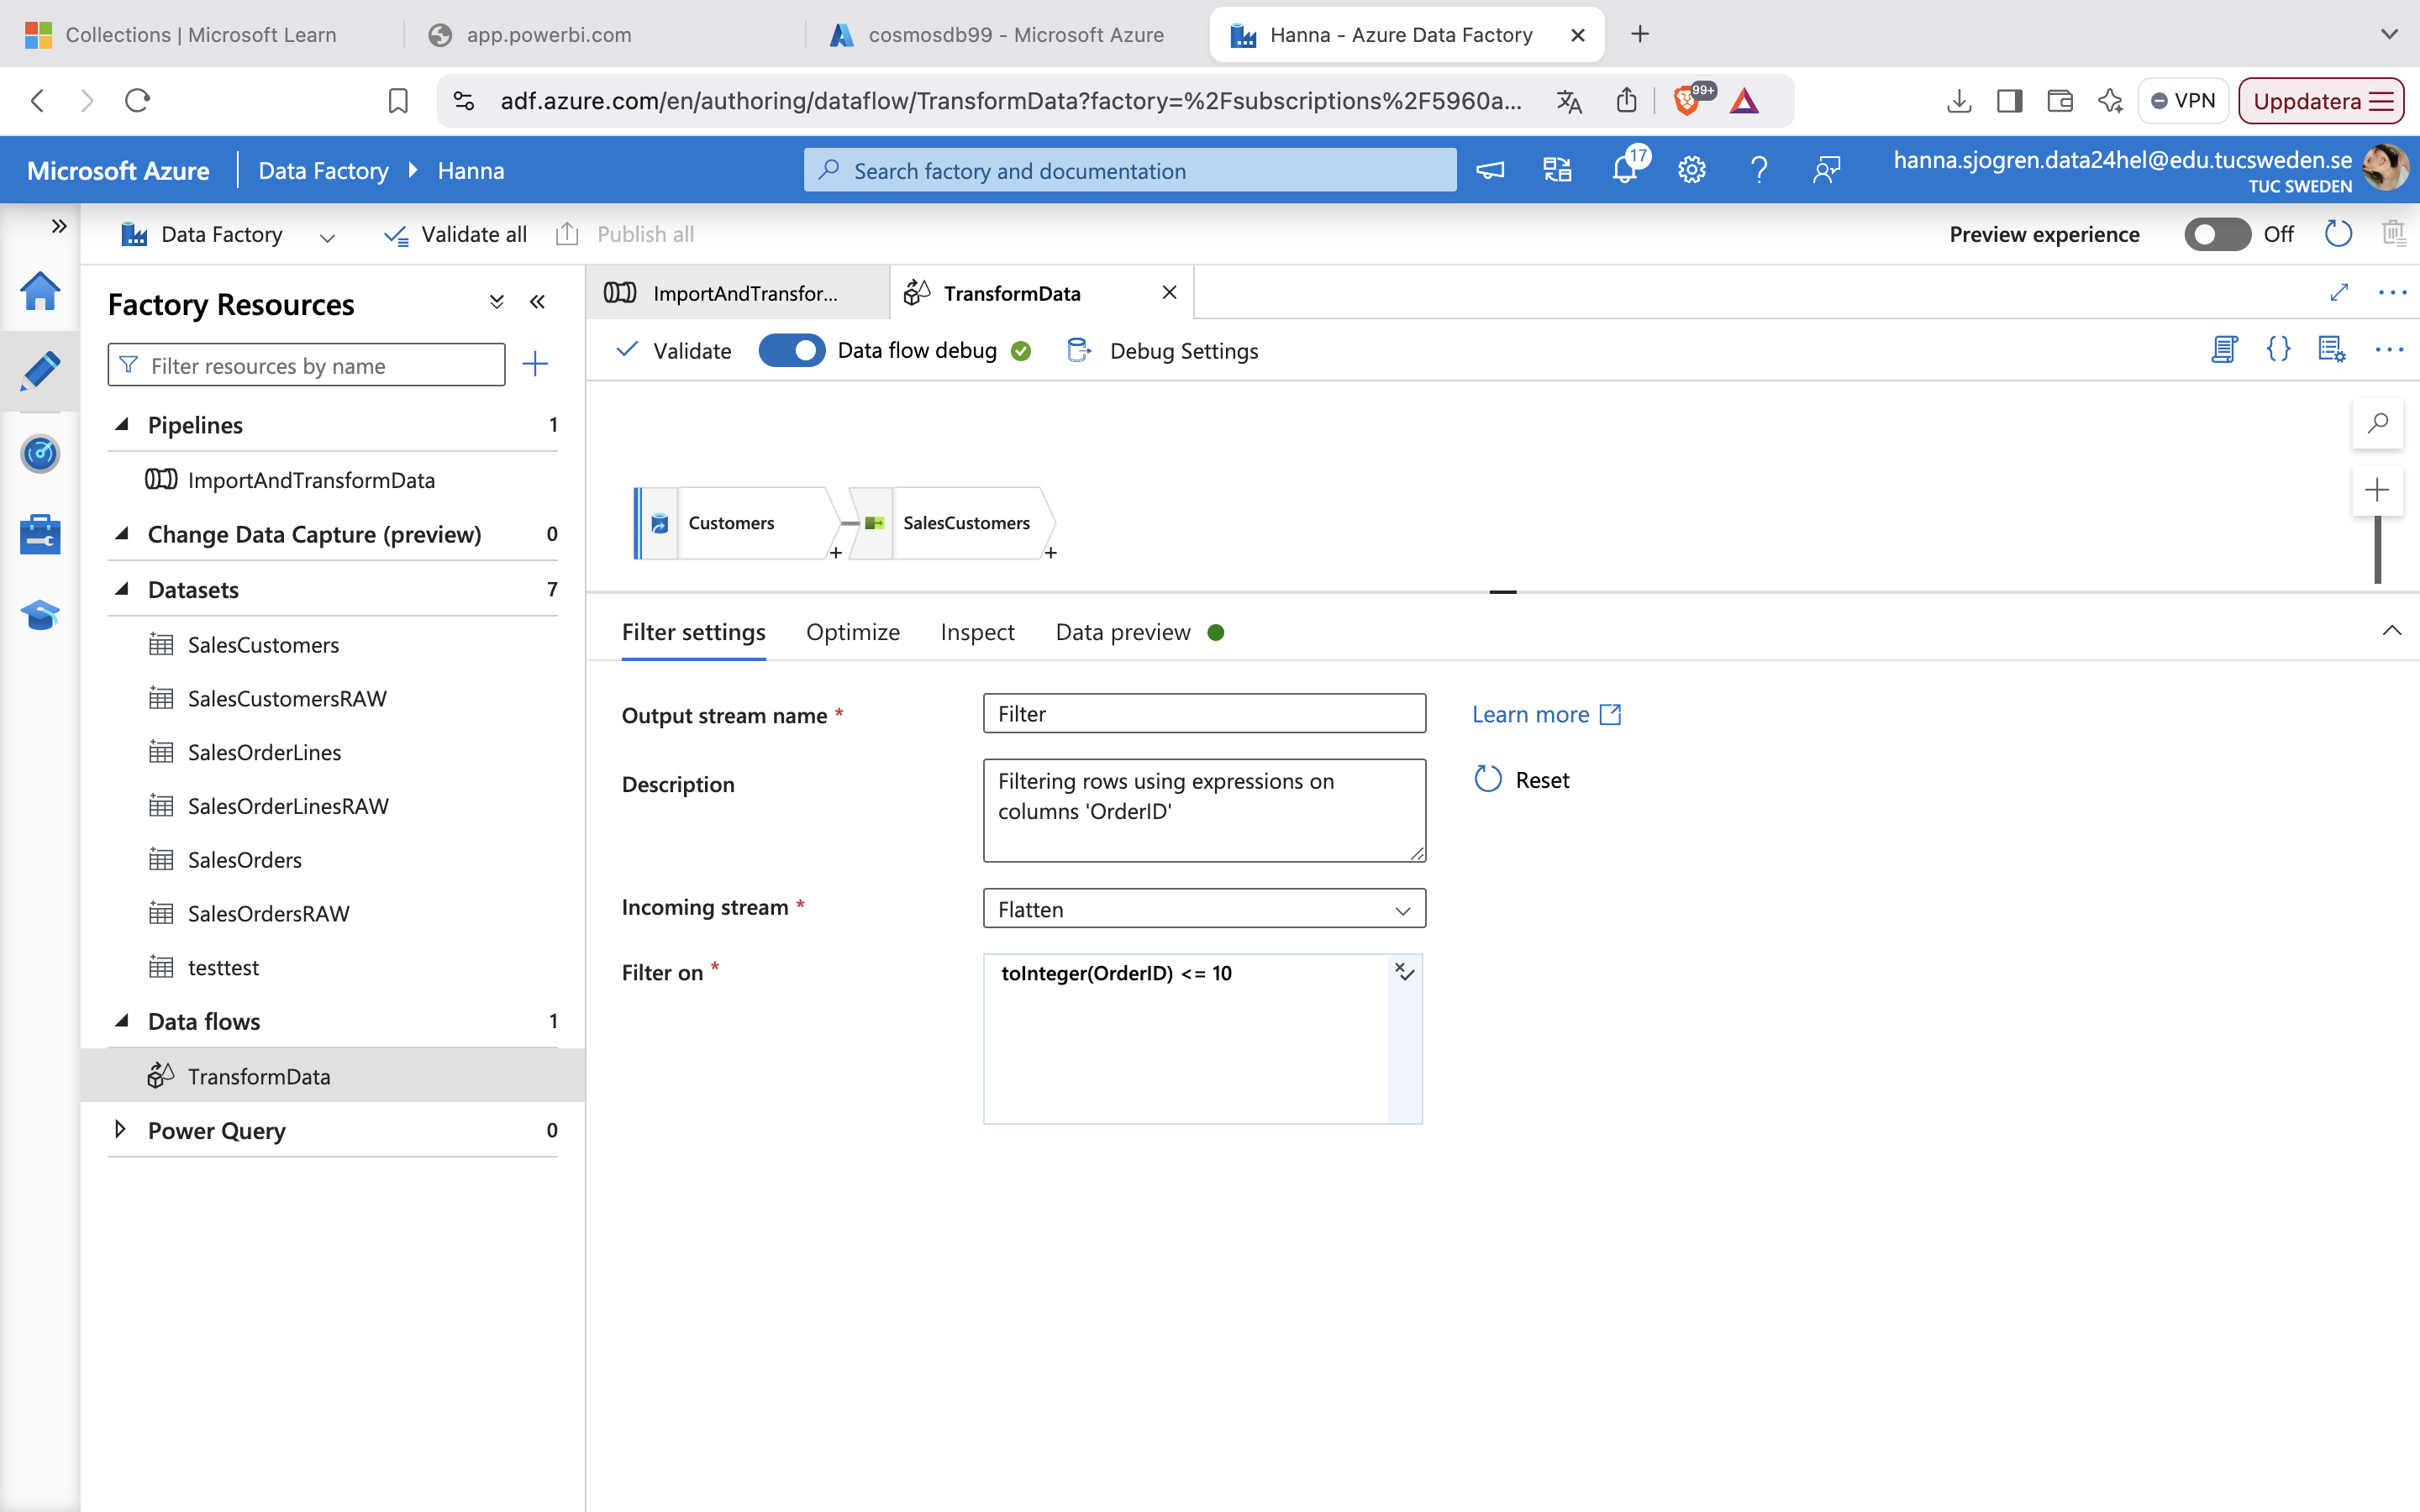 Collections | Microsoft Learn
app.powerbi.com
cosmosdb99 - Microsoft Azure
Hanna - Azure Data Factory
adf.azure.com/en/authoring/dataflow/TransformData?factory=%2Fsubscriptions%2F5960a...
99+
VPN
Uppdatera
Microsoft Azure
Data Factory
Hanna
Search factory and documentation
17
hanna.sjogren.data24hel@edu.tucsweden.se
TUC SWEDEN
Data Factory
Validate all
Publish all
Preview experience
Off
Factory Resources
Filter resources by name
Pipelines 1
ImportAndTransformData
Change Data Capture (preview) 0
Datasets 7
SalesCustomers
SalesCustomersRAW
SalesOrderLines
SalesOrderLinesRAW
SalesOrders
SalesOrdersRAW
testtest
Data flows 1
TransformData
Power Query 0
ImportAndTransfor...
TransformData
Validate
Data flow debug
Debug Settings
Customers
SalesCustomers
Filter settings
Optimize
Inspect
Data preview
Output stream name *
Filter
Learn more
Description
Filtering rows using expressions on
columns 'OrderID'
Reset
Incoming stream *
Flatten
Filter on *
toInteger(OrderID) <= 10